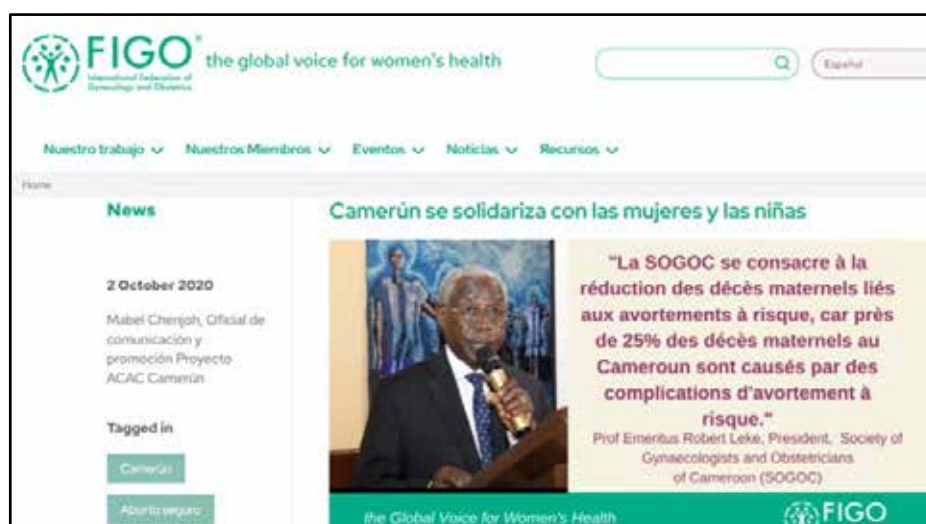 FIGO®
the global voice for women's health
International Federation of
Gynecology and Obstetrics
Español
Nuestro trabajo
Nuestros Miembros
Eventos
Noticias
Recursos
Home
News
Camerún se solidariza con las mujeres y las niñas
2 October 2020
Mabel Chenjoh, Oficial de
comunicación y
promoción Proyecto
ACAC Camerún
Tagged in
Camerún
Aborto seguro
"La SOGOC se consacre à la
réduction des décès maternels liés
aux avortements à risque, car près
de 25% des décès maternels au
Cameroun sont causés par des
complications d'avortement à
risque."
Prof Emeritus Robert Leke, President, Society of
Gynaecologists and Obstetricians
of Cameroon (SOGOC)
the Global Voice for Women's Health
FIGO